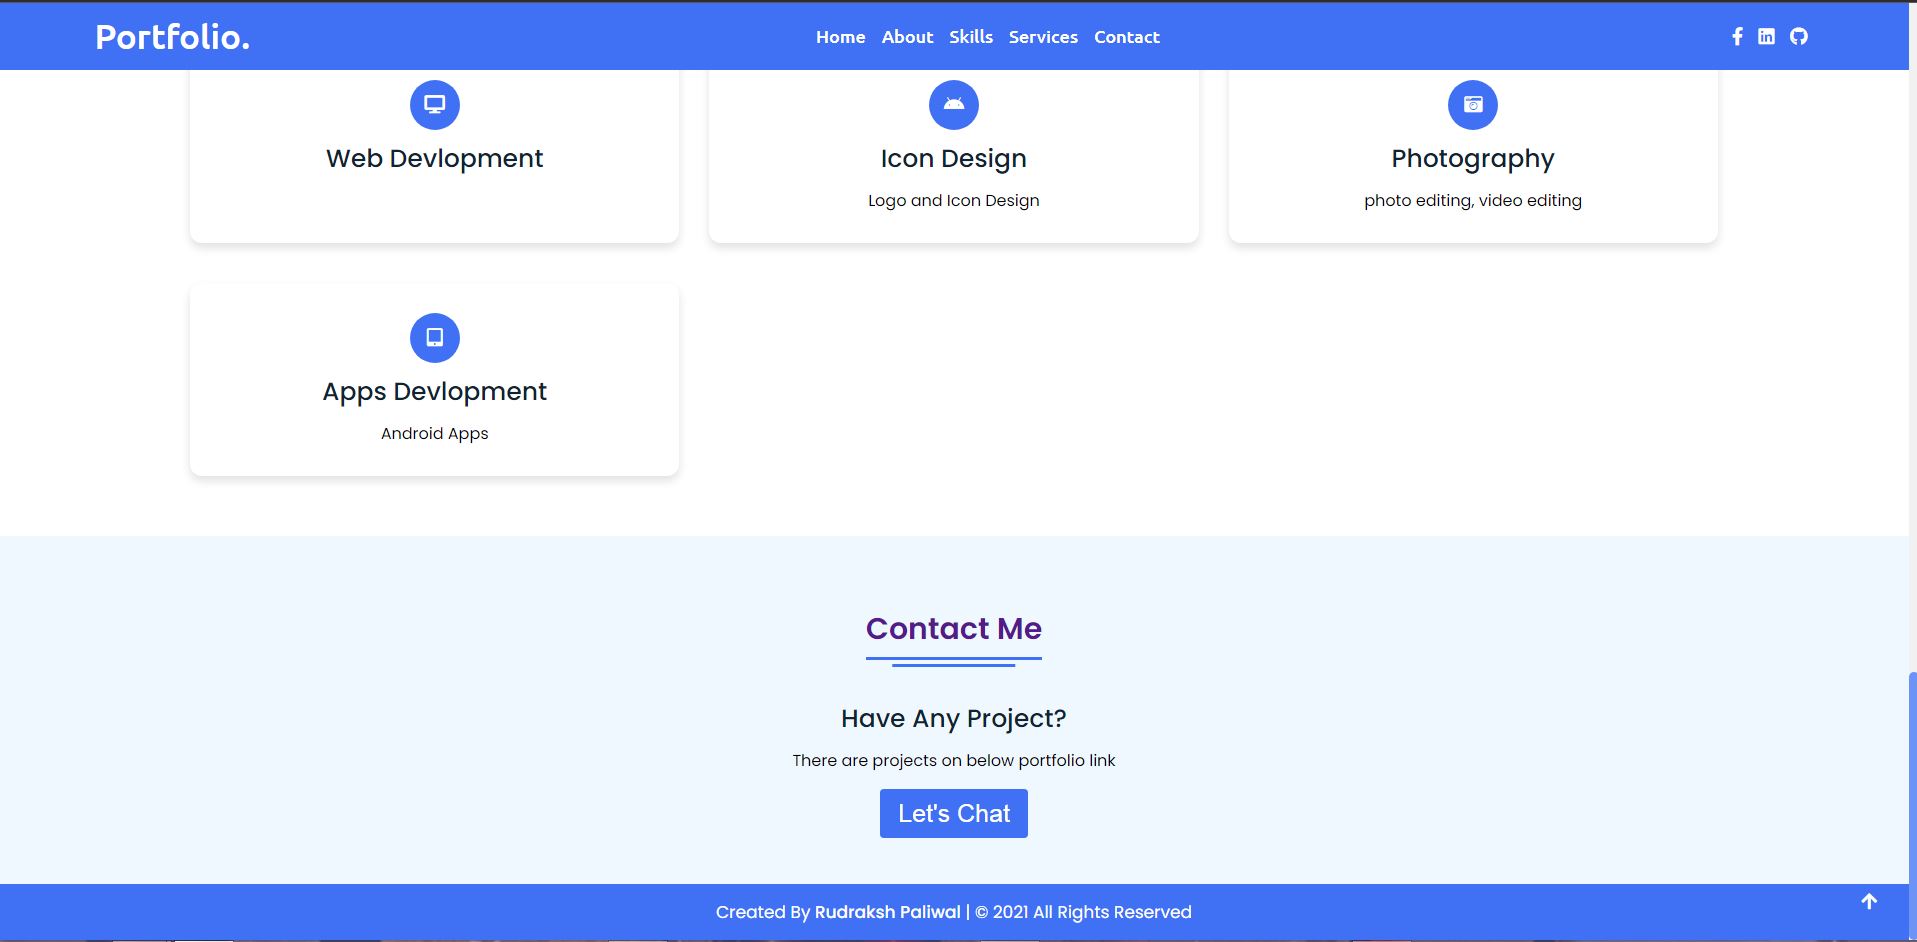 Portfolio.
Home About Skills Services Contact
Web Devlopment
Icon Design
Logo and Icon Design
Photography
photo editing, video editing
Apps Devlopment
Android Apps
Contact Me
Have Any Project?
There are projects on below portfolio link
Let's Chat
Created By Rudraksh Paliwal | © 2021 All Rights Reserved